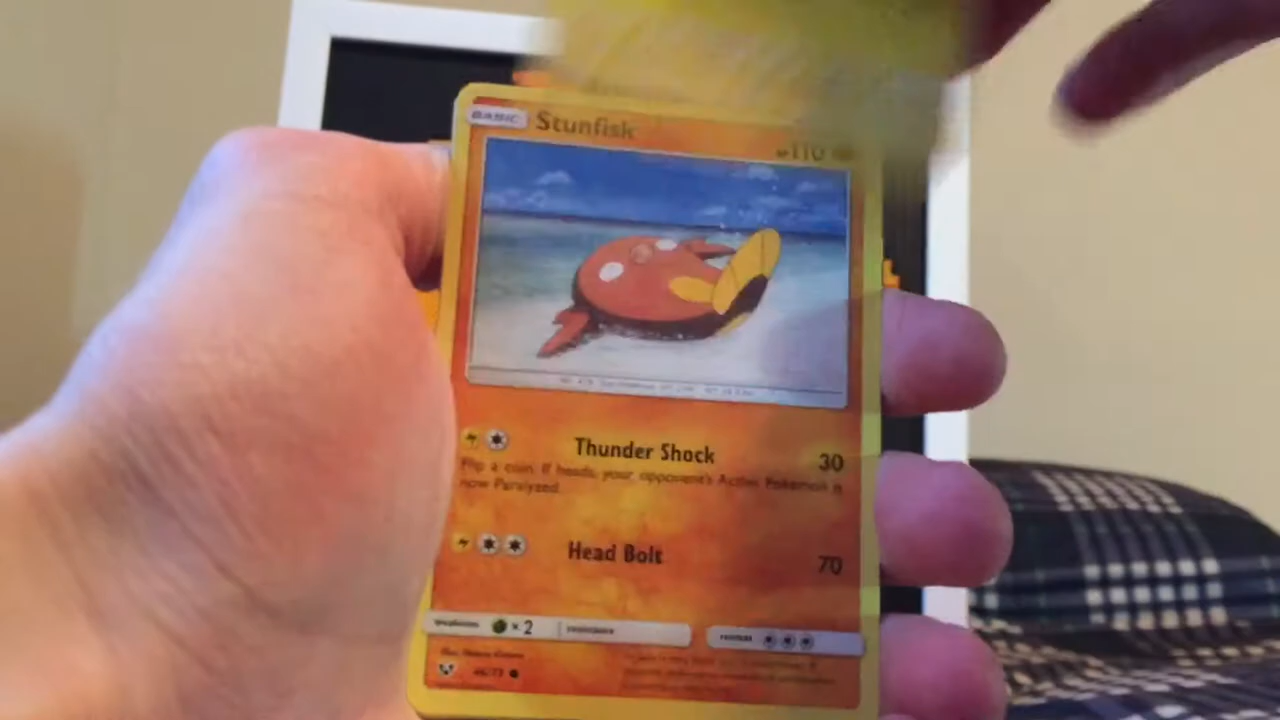 BASIC Stunfisk
110
Thunder Shock 30
Flip a coin. If heads, your opponent's Active Pokémon is
now Paralyzed.
Head Bolt 70
weakness ×2 resistance retreat